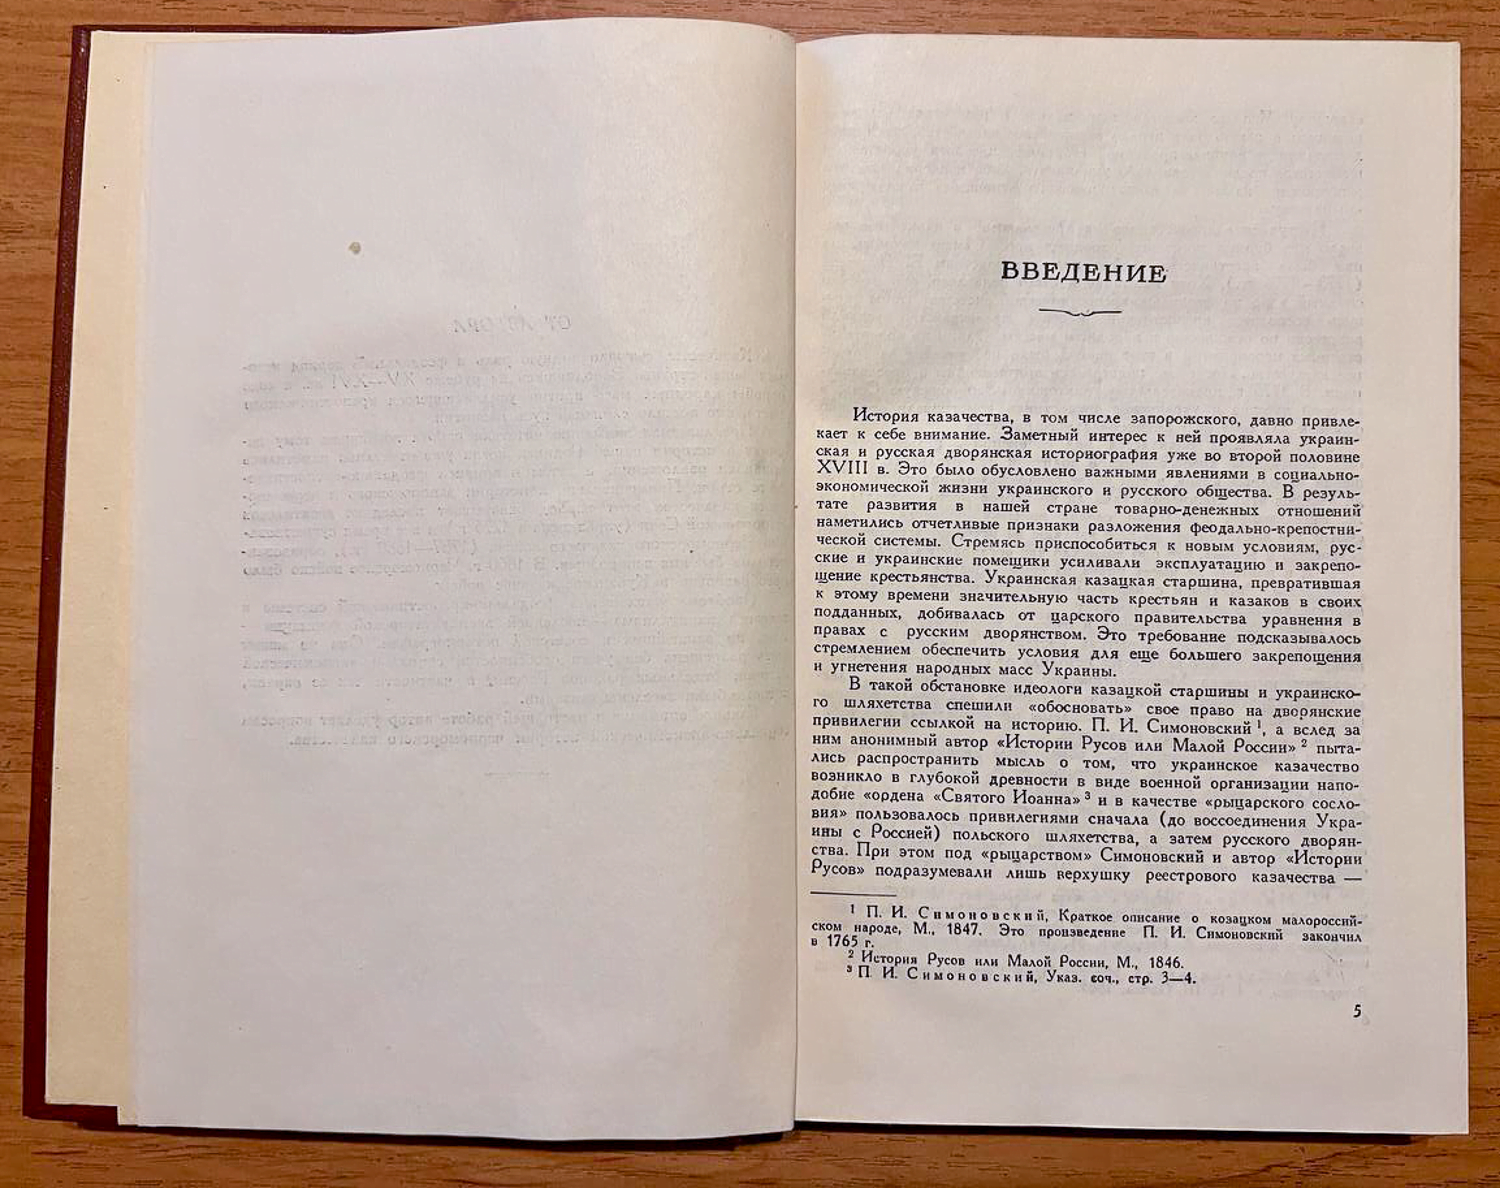 ВВЕДЕНИЕ
История казачества, в том числе запорожского, давно привле-
кает к себе внимание. Заметный интерес к ней проявляла украин-
ская и русская дворянская историография уже во второй половине
XVIII в. Это было обусловлено важными явлениями в социально-
экономической жизни украинского и русского общества. В резуль-
тате развития в нашей стране товарно-денежных отношений
наметились отчетливые признаки разложения феодально-крепостни-
ческой системы. Стремясь приспособиться к новым условиям, рус-
ские и украинские помещики усиливали эксплуатацию и закрепо-
щение крестьянства. Украинская казацкая старшина, превратившая
к этому времени значительную часть крестьян и казаков в своих
подданных, добивалась от царского правительства уравнения в
правах с русским дворянством. Это требование подсказывалось
стремлением обеспечить условия для еще большего закрепощения
и угнетения народных масс Украины.
В такой обстановке идеологи казацкой старшины и украинско-
го шляхетства спешили «обосновать» свое право на дворянские
привилегии ссылкой на историю. П. И. Симоновский ¹, а вслед за
ним анонимный автор «Истории Русов или Малой России» ² пыта-
лись распространить мысль о том, что украинское казачество
возникло в глубокой древности в виде военной организации напо-
добие «ордена «Святого Иоанна» ³ и в качестве «рыцарского сосло-
вия» пользовалось привилегиями сначала (до воссоединения Укра-
ины с Россией) польского шляхетства, а затем русского дворян-
ства. При этом под «рыцарством» Симоновский и автор «Истории
Русов» подразумевали лишь верхушку реестрового казачества —
¹ П. И. Симоновский, Краткое описание о козацком малороссий-
ском народе, М., 1847. Это произведение П. И. Симоновский закончил
в 1765 г.
² История Русов или Малой России, М., 1846.
³ П. И. Симоновский, Указ. соч., стр. 3—4.
5